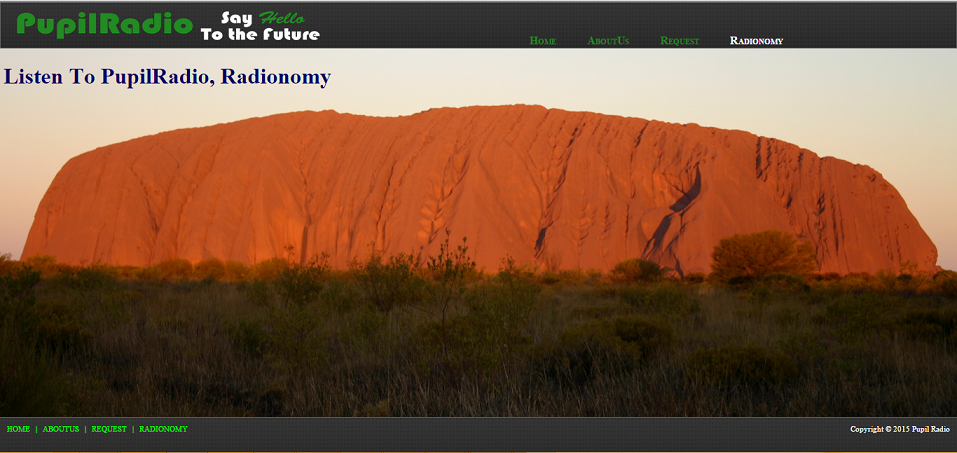 PupilRadio Say Hello
To the Future
Home AboutUs Request Radionomy
Listen To PupilRadio, Radionomy
HOME | ABOUTUS | REQUEST | RADIONOMY Copyright © 2015 Pupil Radio